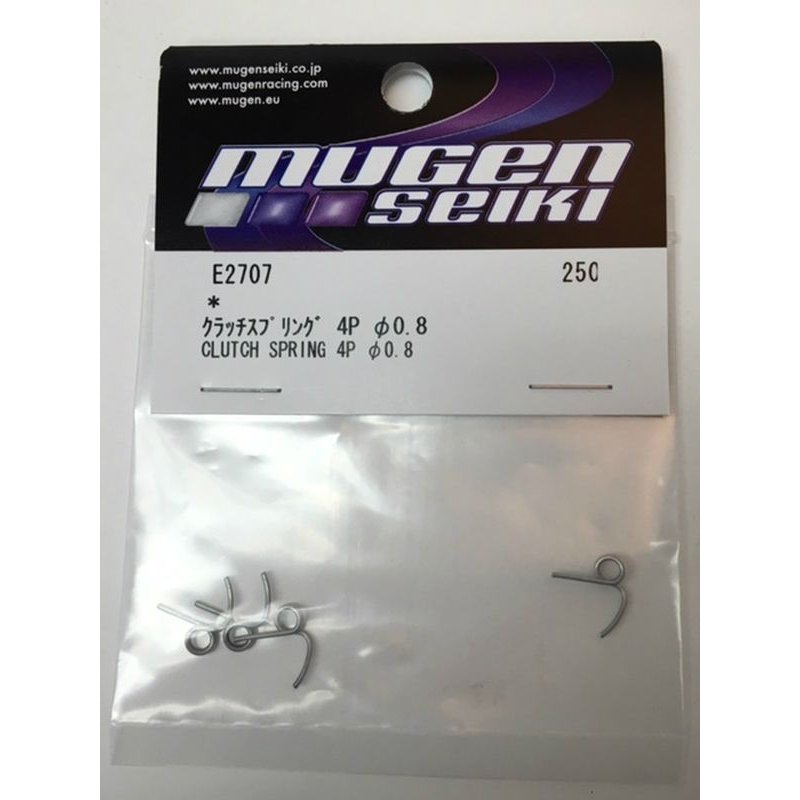 www.mugenseiki.co.jp
www.mugenracing.com
www.mugen.eu
mugen
seiki
E2707 250
*
ｸﾗｯﾁｽﾌﾟﾘﾝｸﾞ 4P φ0.8
CLUTCH SPRING 4P φ0.8